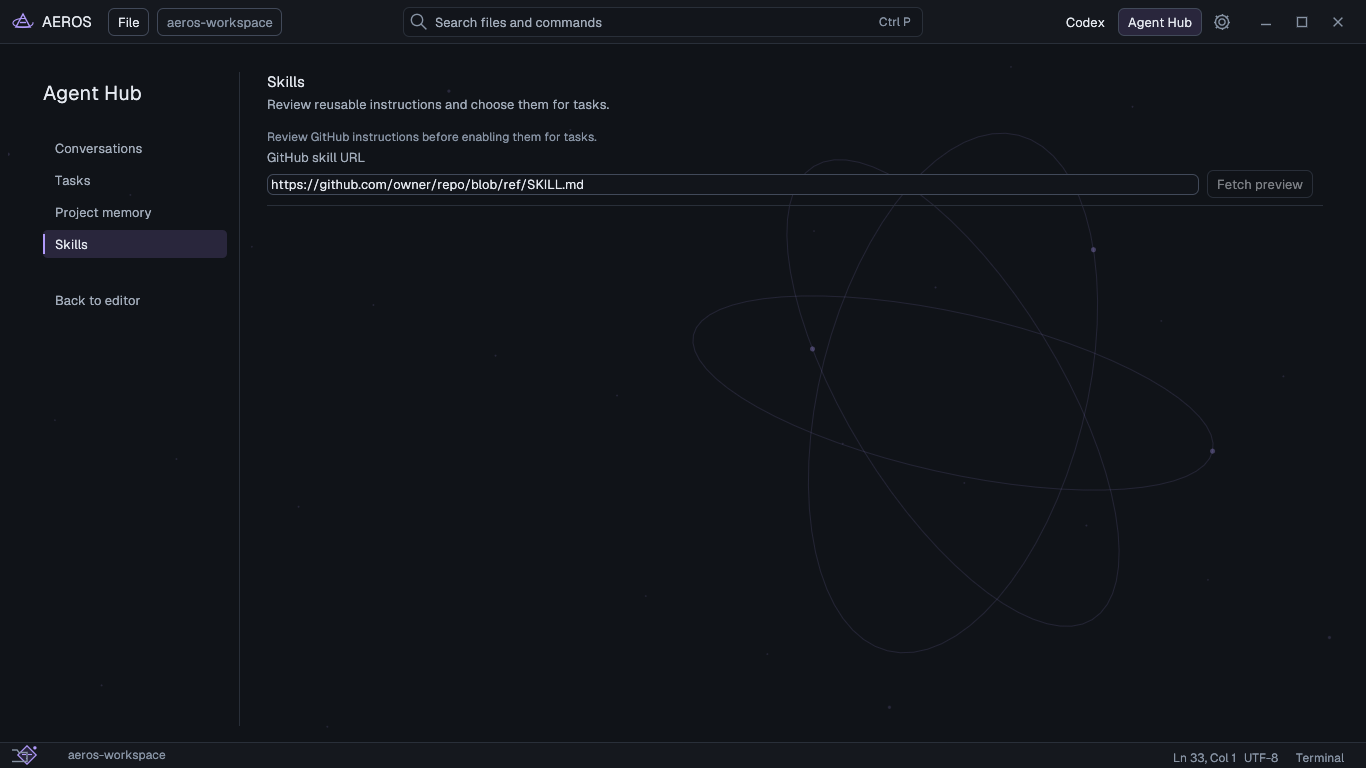 AEROS File aeros-workspace Search files and commands Ctrl P Codex Agent Hub
Agent Hub
Conversations
Tasks
Project memory
Skills
Back to editor
Skills
Review reusable instructions and choose them for tasks.
Review GitHub instructions before enabling them for tasks.
GitHub skill URL
https://github.com/owner/repo/blob/ref/SKILL.md Fetch preview
aeros-workspace Ln 33, Col 1 UTF-8 Terminal